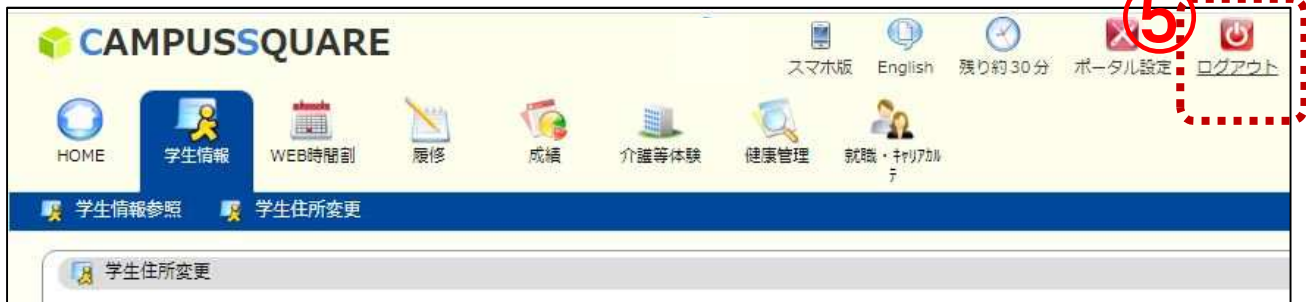 CAMPUSSQUARE
スマホ版 English 残り約30分 ポータル設定 ログアウト
⑤
HOME 学生情報 WEB時間割 履修 成績 介護等体験 健康管理 就職・キャリアカル
テ
学生情報参照 学生住所変更
学生住所変更